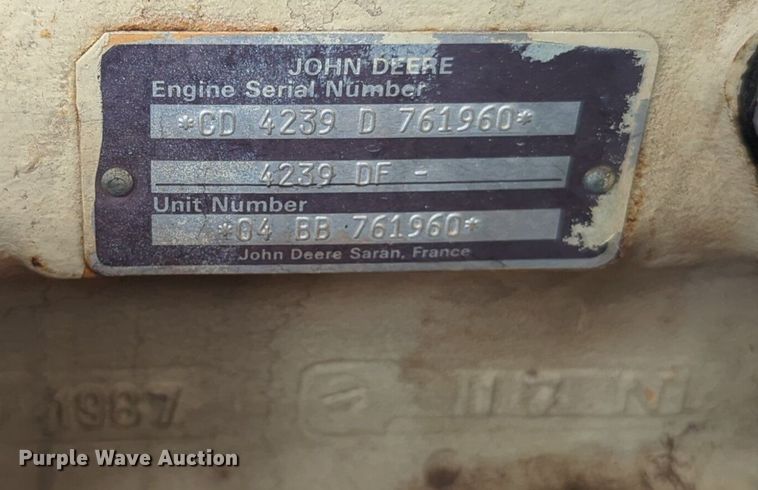 JOHN DEERE
Engine Serial Number
*CD 4239 D 761960*
4239 DF -
Unit Number
*04 BB 761960*
John Deere Saran, France
1987
Purple Wave Auction